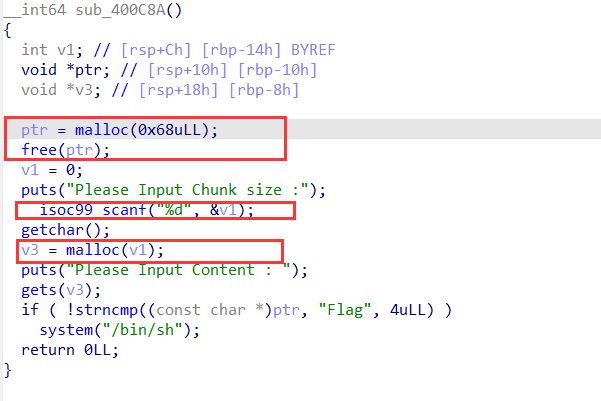 __int64 sub_400C8A()
{
  int v1; // [rsp+Ch] [rbp-14h] BYREF
  void *ptr; // [rsp+10h] [rbp-10h]
  void *v3; // [rsp+18h] [rbp-8h]
  ptr = malloc(0x68uLL);
  free(ptr);
  v1 = 0;
  puts("Please Input Chunk size :");
    isoc99 scanf("%d", &v1);
  getchar();
  v3 = malloc(v1);
  puts("Please Input Content : ");
  gets(v3);
  if ( !strncmp((const char *)ptr, "Flag", 4uLL) )
    system("/bin/sh");
  return 0LL;
}